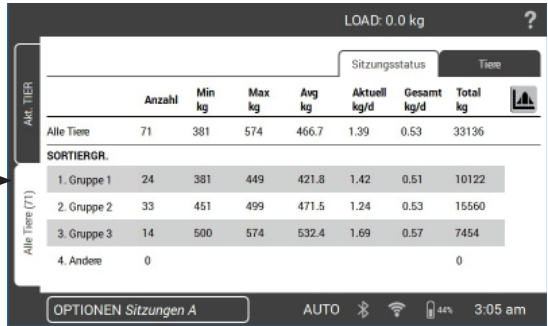 LOAD: 0.0 kg ?
Sitzungsstatus Tiere
Akt. TIER
Alle Tiere (71)
Anzahl Min kg Max kg Avg kg Aktuell kg/d Gesamt kg/d Total kg
Alle Tiere 71 381 574 466.7 1.39 0.53 33136
SORTIERGR.
1. Gruppe 1 24 381 449 421.8 1.42 0.51 10122
2. Gruppe 2 33 451 499 471.5 1.24 0.53 15560
3. Gruppe 3 14 500 574 532.4 1.69 0.57 7454
4. Andere 0 0
OPTIONEN Sitzungen A AUTO 44% 3:05 am